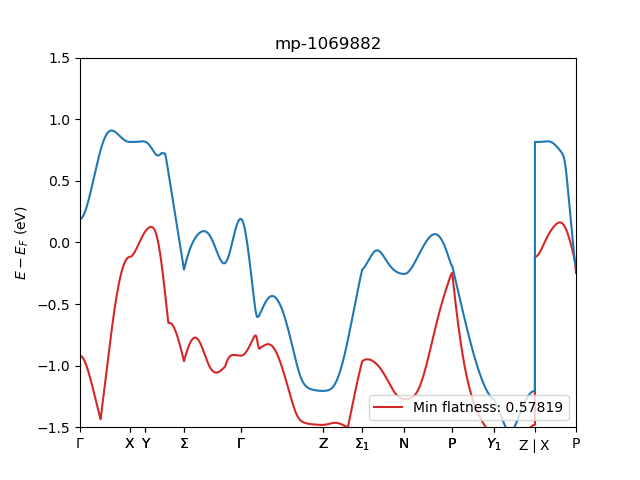 mp-1069882
E − E_F (eV)
1.5
1.0
0.5
0.0
−0.5
−1.0
−1.5
Min flatness: 0.57819
Γ X Y Σ Γ Z Σ₁ N P Y₁ Z | X P